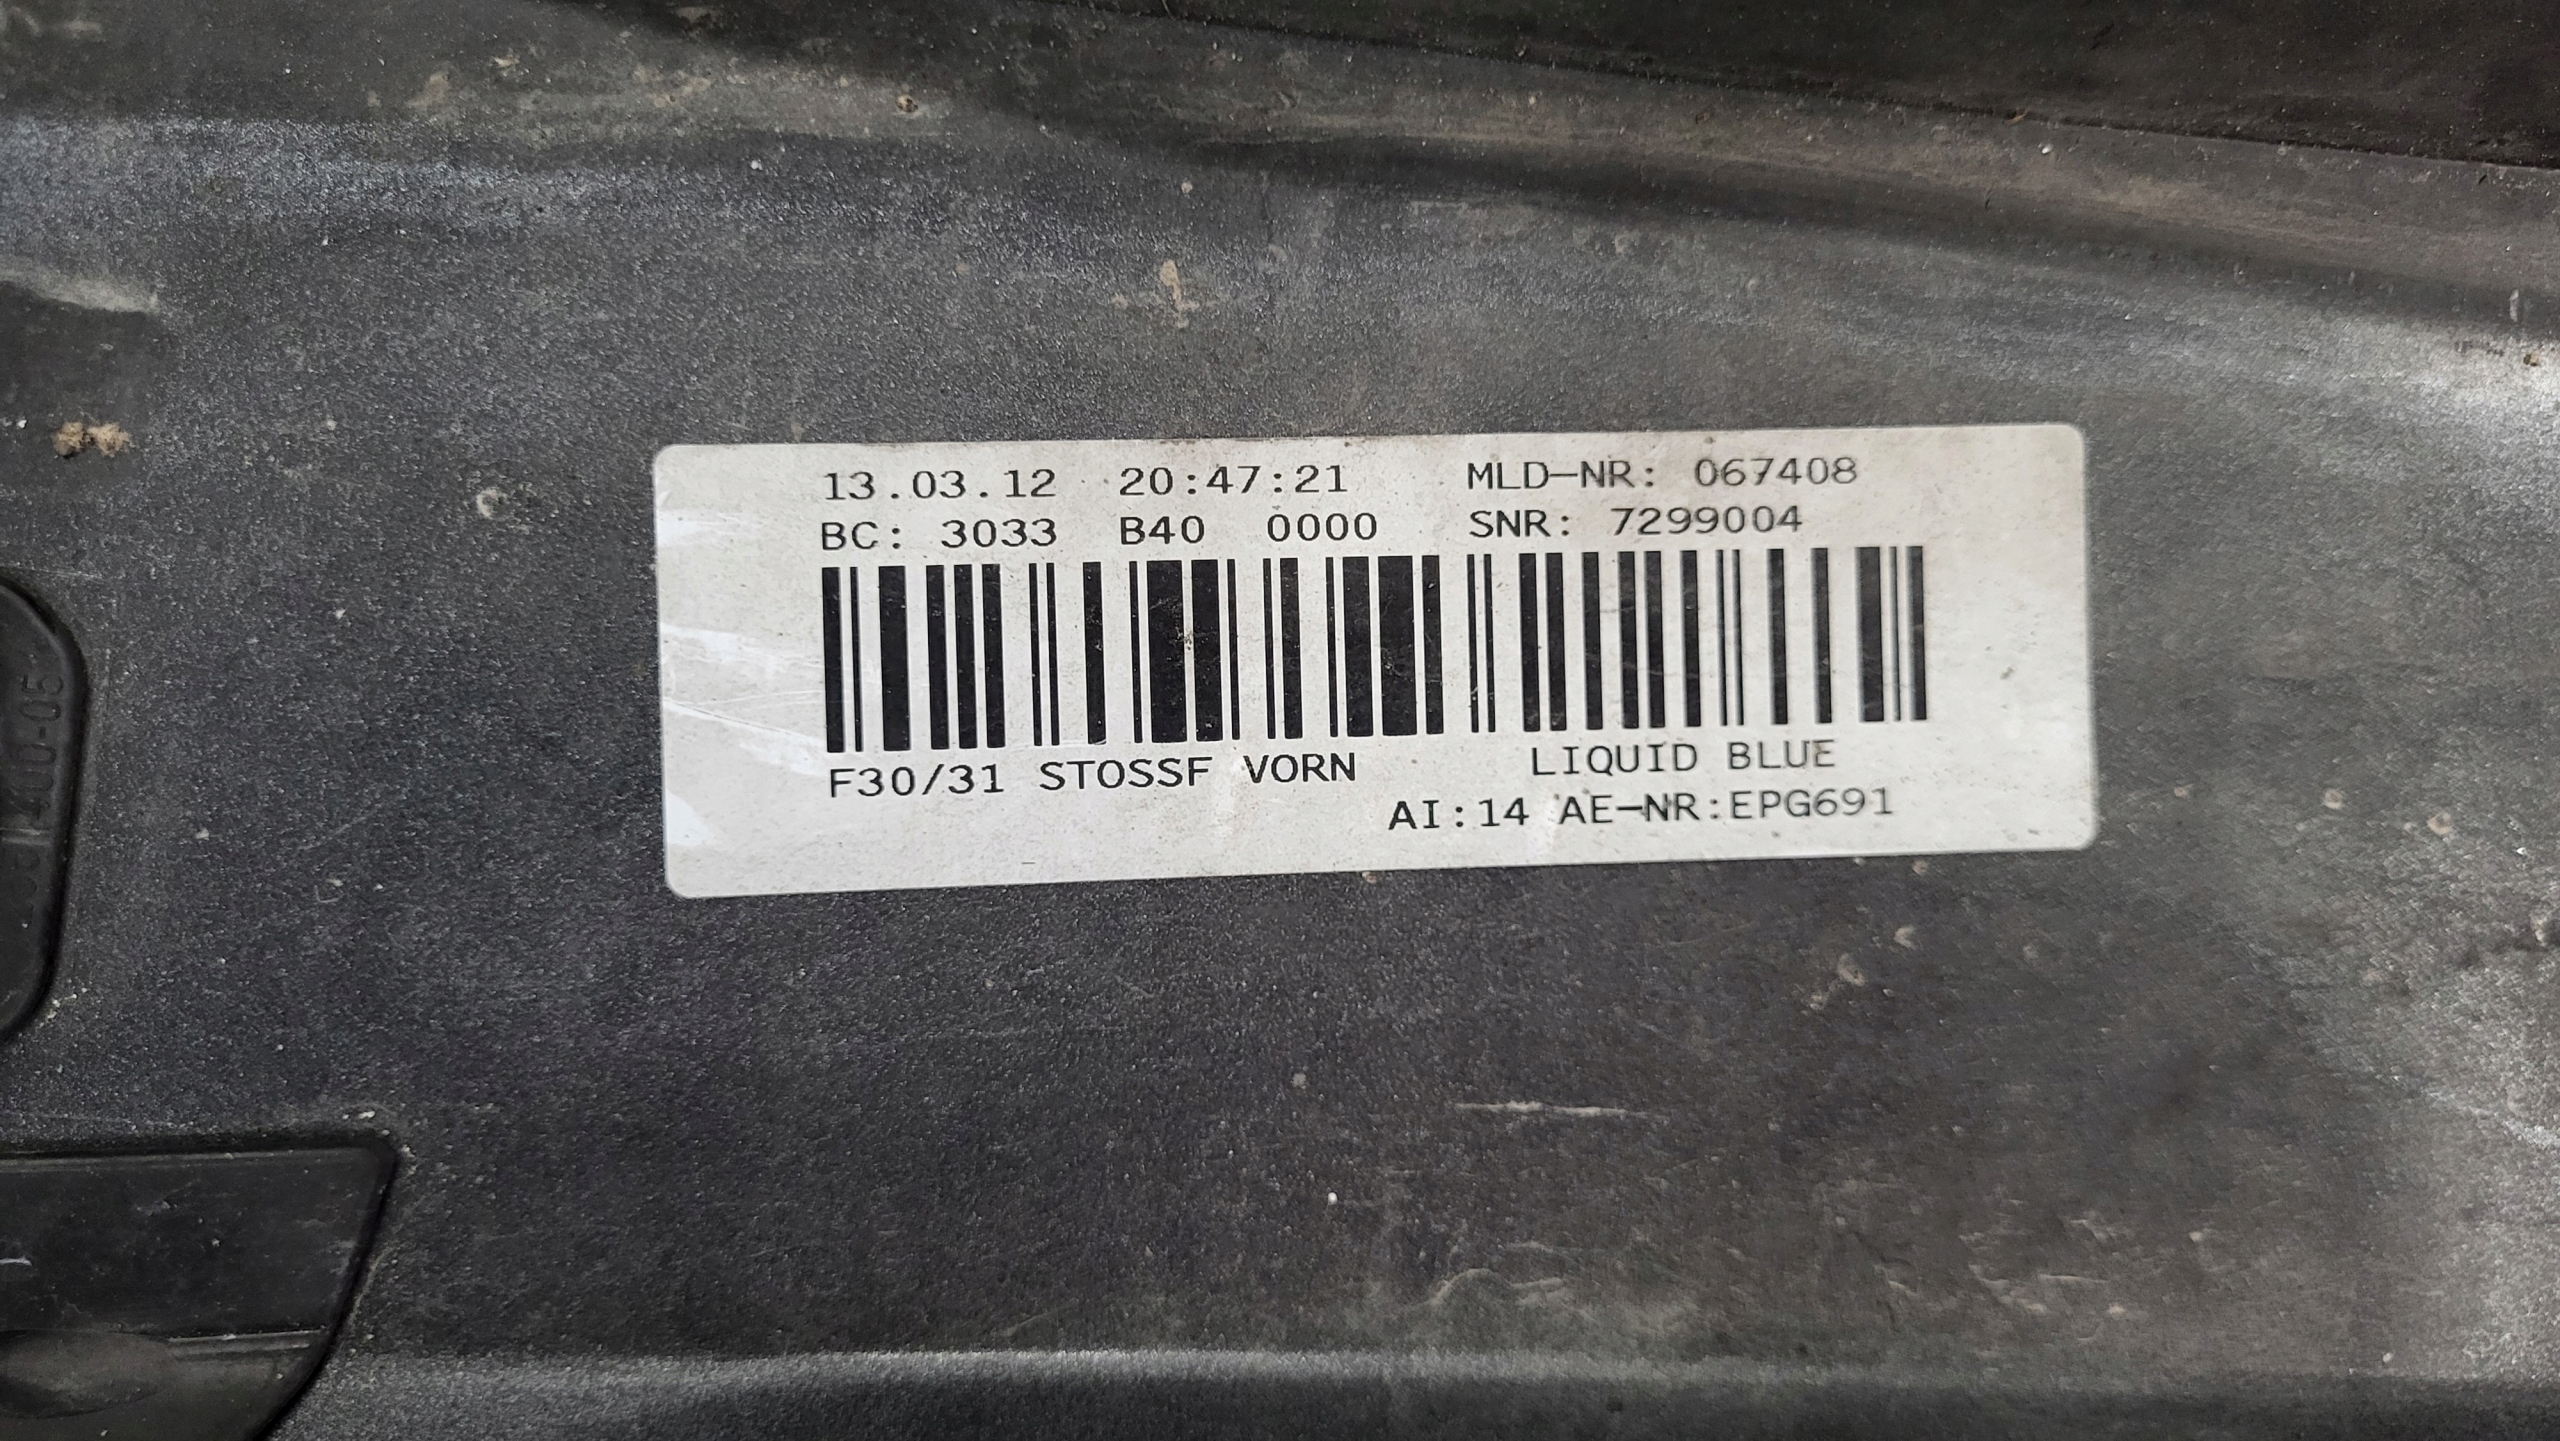 13.03.12 20:47:21 MLD-NR: 067408
BC: 3033 B40 0000 SNR: 7299004
F30/31 STOSSF VORN LIQUID BLUE
AI:14 AE-NR:EPG691